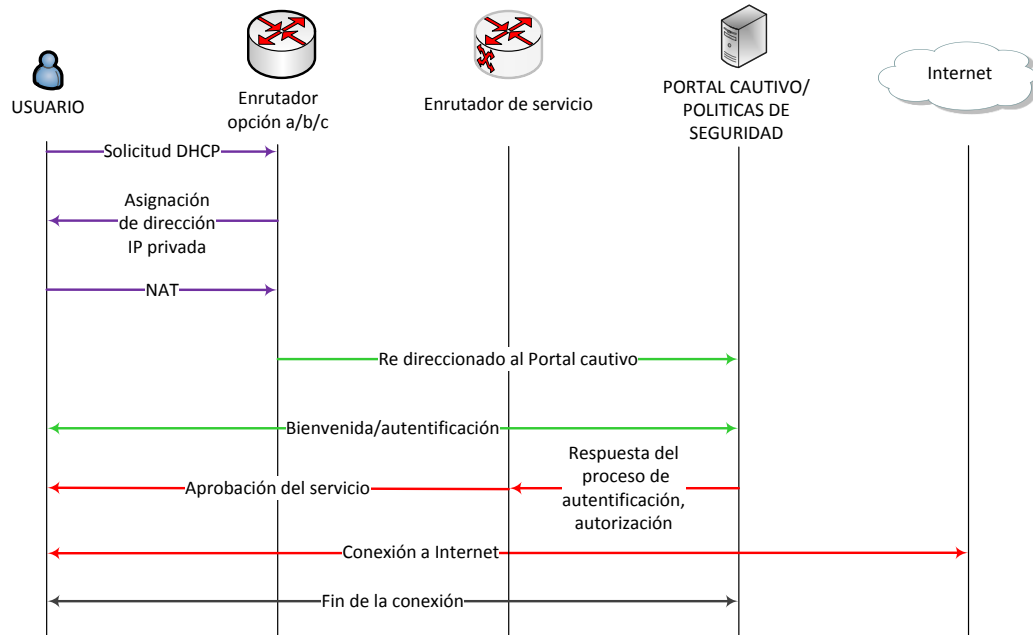 USUARIO
Enrutador
opción a/b/c
Enrutador de servicio
PORTAL CAUTIVO/
POLITICAS DE
SEGURIDAD
Internet
Solicitud DHCP
Asignación
de dirección
IP privada
NAT
Re direccionado al Portal cautivo
Bienvenida/autentificación
Respuesta del
proceso de
autentificación,
autorización
Aprobación del servicio
Conexión a Internet
Fin de la conexión